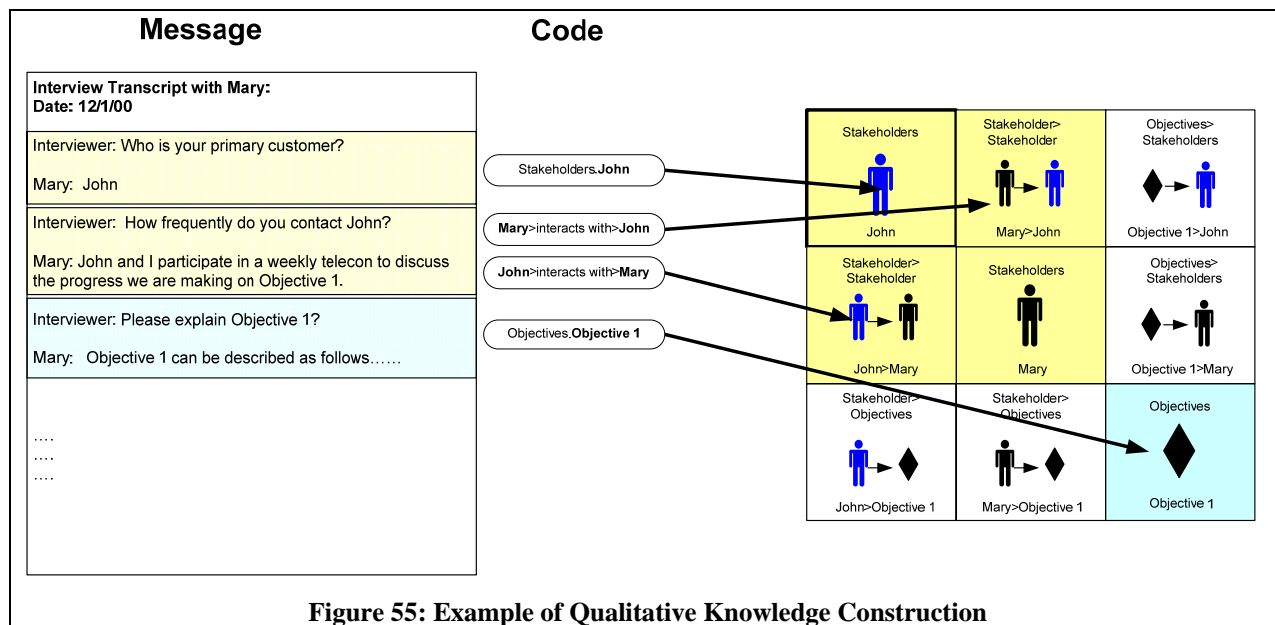 Message
Code
Interview Transcript with Mary:
Date: 12/1/00
Interviewer: Who is your primary customer?
Mary: John
Interviewer: How frequently do you contact John?
Mary: John and I participate in a weekly telecon to discuss
the progress we are making on Objective 1.
Interviewer: Please explain Objective 1?
Mary: Objective 1 can be described as follows……
….
….
….
Stakeholders.John
Mary>interacts with>John
John>interacts with>Mary
Objectives.Objective 1
Stakeholders
John
Stakeholder>
Stakeholder
Mary>John
Objectives>
Stakeholders
Objective 1>John
Stakeholder>
Stakeholder
John>Mary
Stakeholders
Mary
Objectives>
Stakeholders
Objective 1>Mary
Stakeholder>
Objectives
John>Objective 1
Stakeholder>
Objectives
Mary>Objective 1
Objectives
Objective 1
Figure 55: Example of Qualitative Knowledge Construction